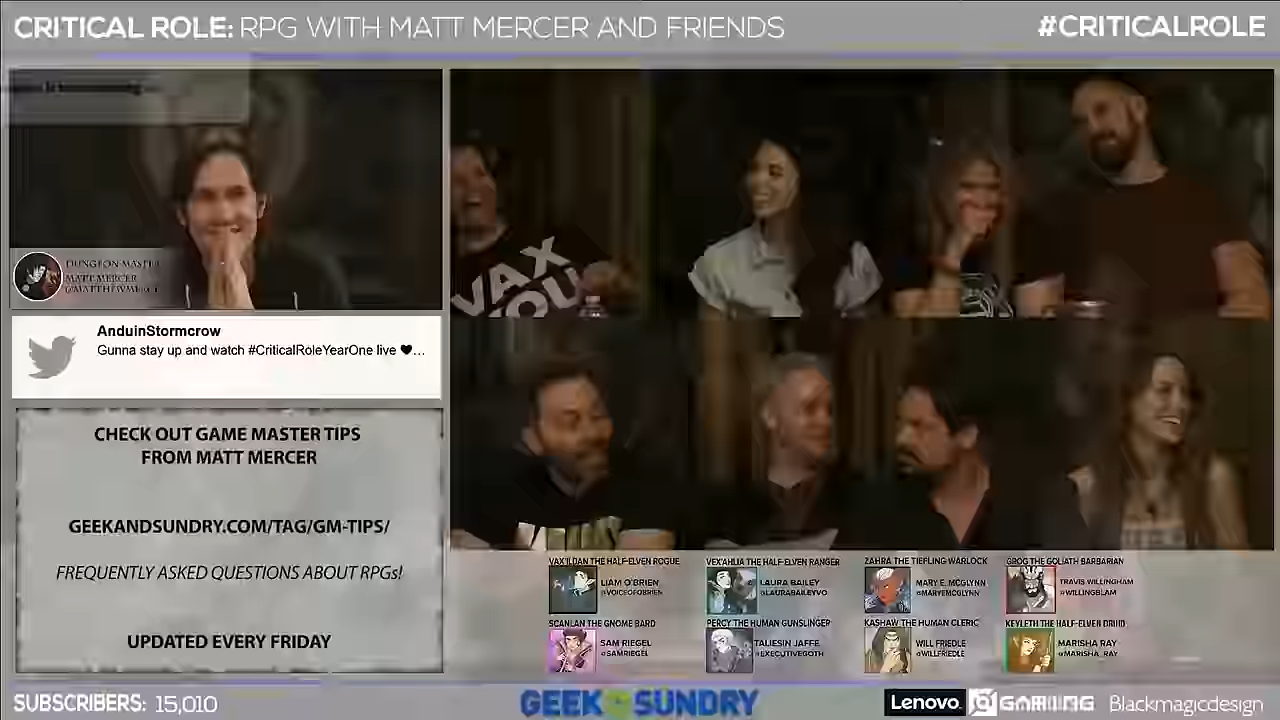 CRITICAL ROLE: RPG WITH MATT MERCER AND FRIENDS
#CRITICALROLE
DUNGEON MASTER
MATT MERCER
@MATTHEWMERCER
VAX
YOU
AnduinStormcrow
Gunna stay up and watch #CriticalRoleYearOne live ❤…
CHECK OUT GAME MASTER TIPS
FROM MATT MERCER
GEEKANDSUNDRY.COM/TAG/GM-TIPS/
FREQUENTLY ASKED QUESTIONS ABOUT RPGs!
UPDATED EVERY FRIDAY
VAX'ILDAN THE HALF-ELVEN ROGUE
LIAM O'BRIEN
@VOICEOFOBRIEN
VEX'AHLIA THE HALF-ELVEN RANGER
LAURA BAILEY
@LAURABAILEYVO
ZAHRA THE TIEFLING WARLOCK
MARY E. MCGLYNN
@MARYEMCGLYNN
GROG THE GOLIATH BARBARIAN
TRAVIS WILLINGHAM
@WILLINGBLAM
SCANLAN THE GNOME BARD
SAM RIEGEL
@SAMRIEGEL
PERCY THE HUMAN GUNSLINGER
TALIESIN JAFFE
@EXECUTIVEGOTH
KASHAW THE HUMAN CLERIC
WILL FRIEDLE
@WILLFRIEDLE
KEYLETH THE HALF-ELVEN DRUID
MARISHA RAY
@MARISHA_RAY
SUBSCRIBERS: 15,010
GEEK & SUNDRY
Lenovo
GAMING
Blackmagicdesign